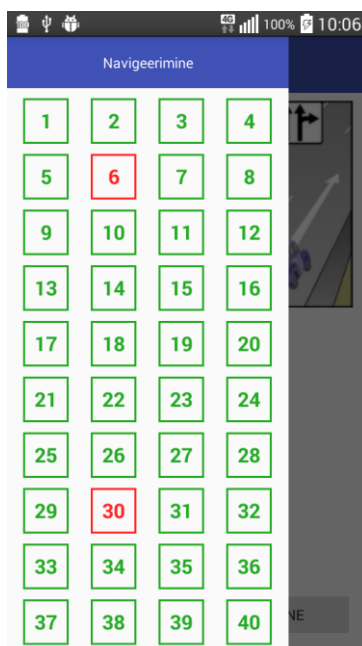 4G 100% 10:06
Navigeerimine
1 2 3 4
5 6 7 8
9 10 11 12
13 14 15 16
17 18 19 20
21 22 23 24
25 26 27 28
29 30 31 32
33 34 35 36
NE
37 38 39 40